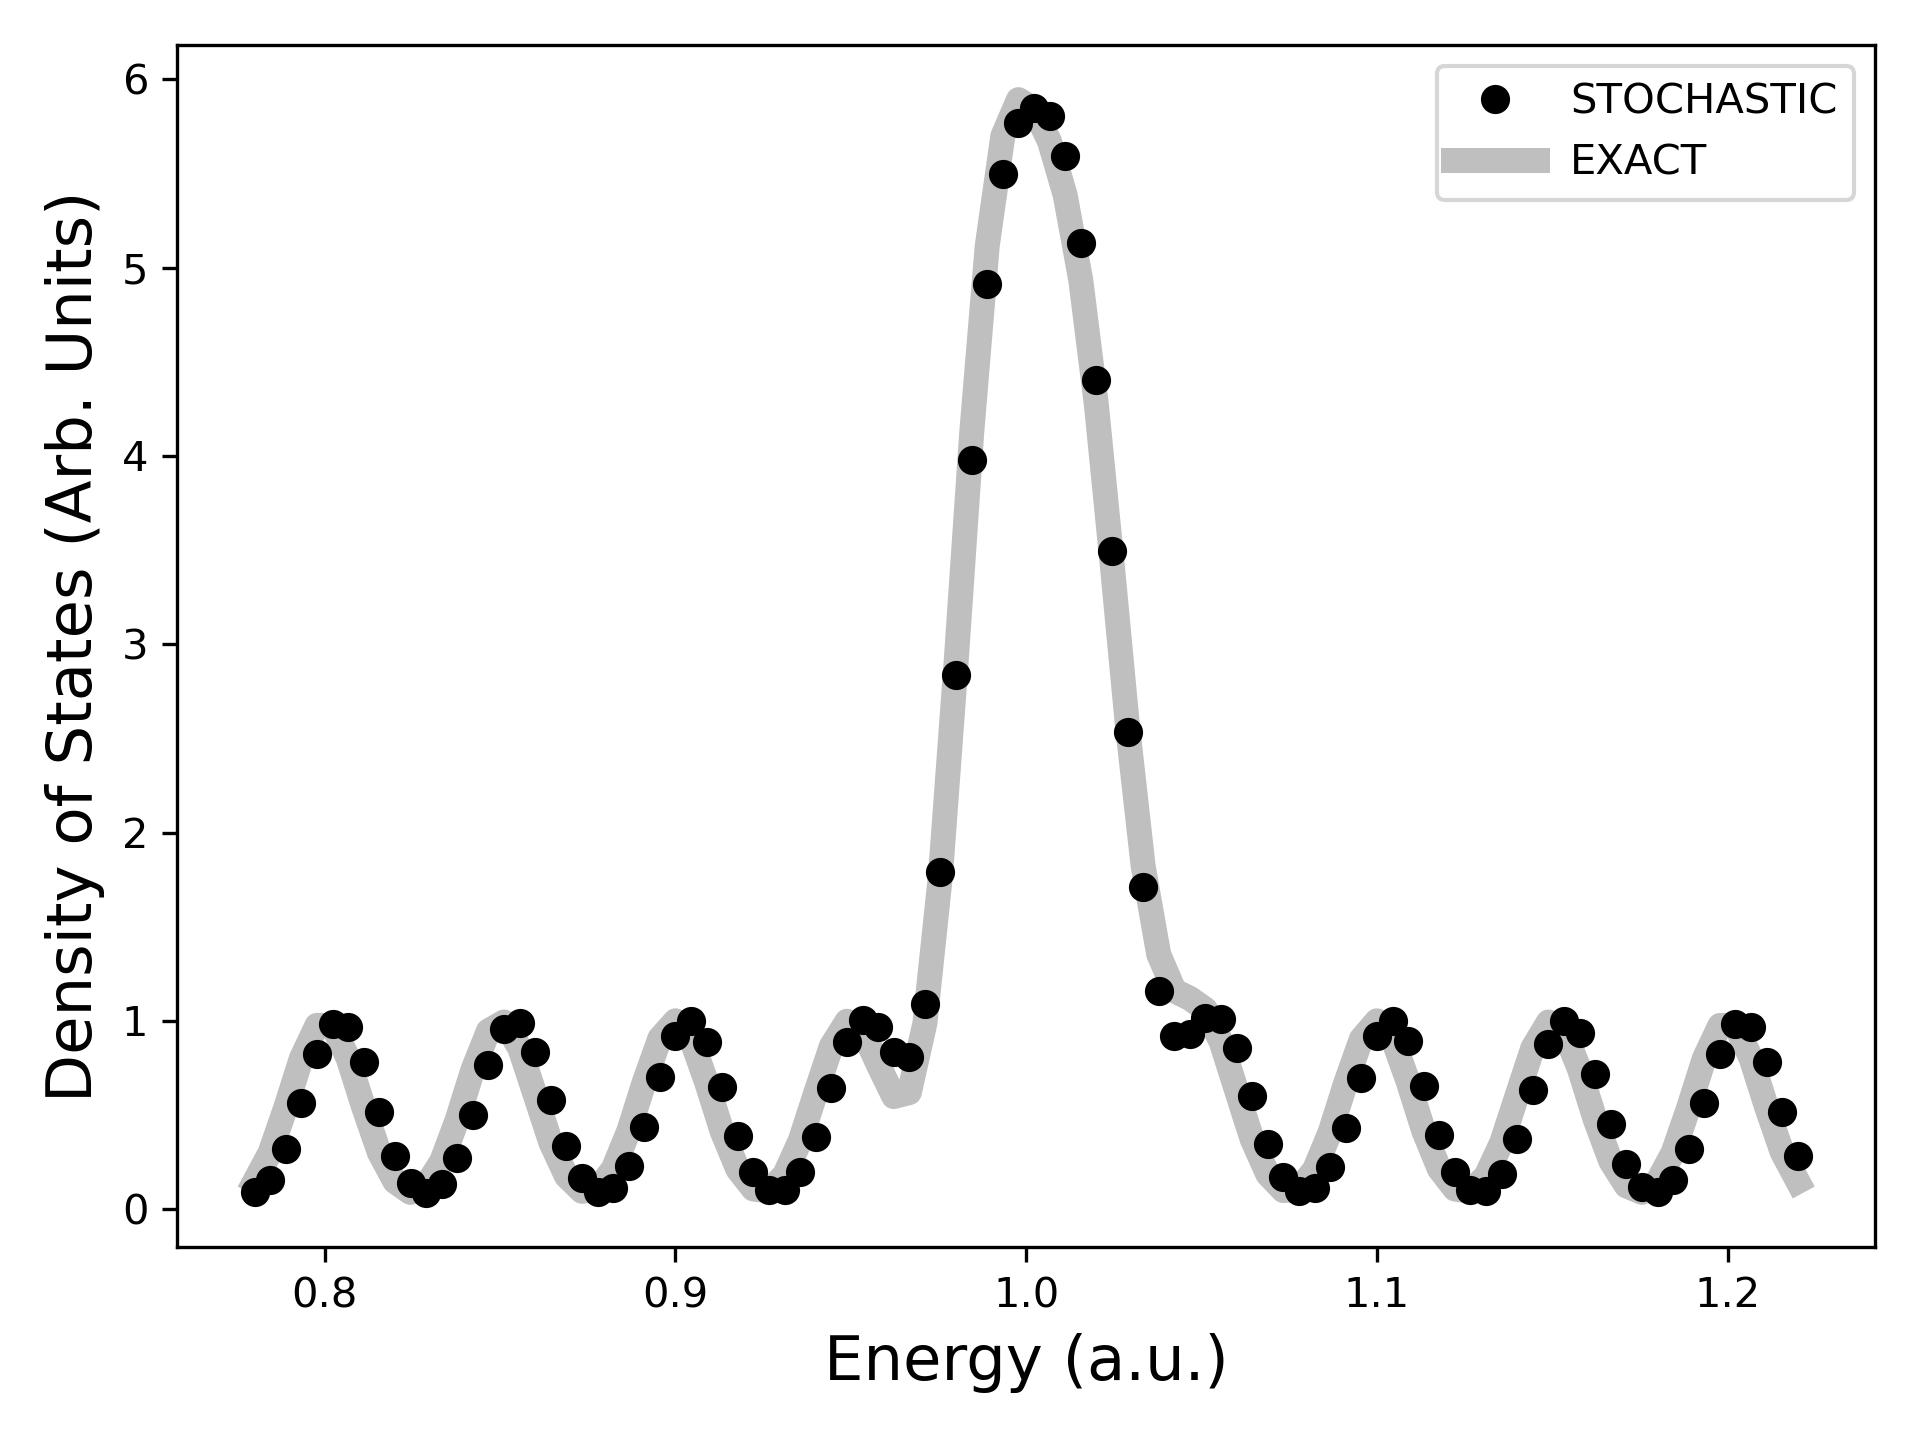 Density of States (Arb. Units)
6
5
4
3
2
1
0
STOCHASTIC
EXACT
0.8 0.9 1.0 1.1 1.2
Energy (a.u.)